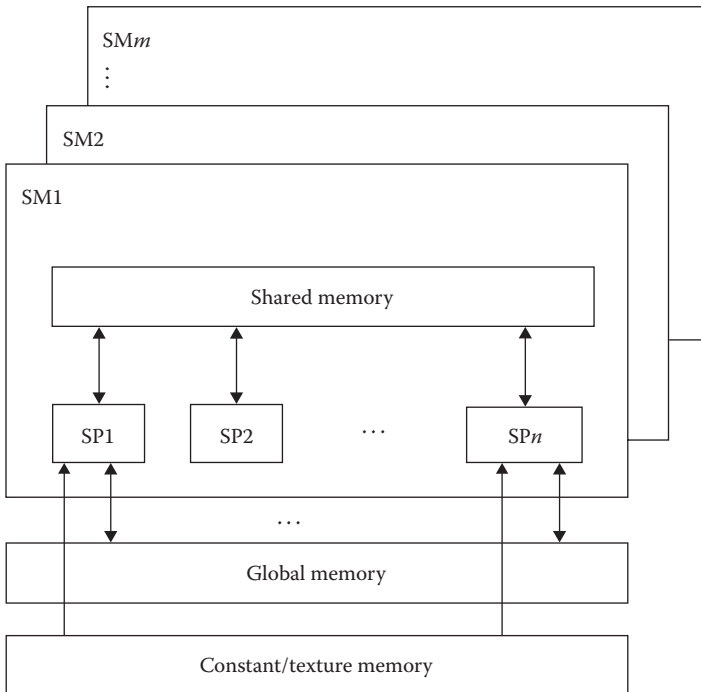 SMm
⋮
SM2
SM1
Shared memory
SP1 SP2 … SPn
…
Global memory
Constant/texture memory